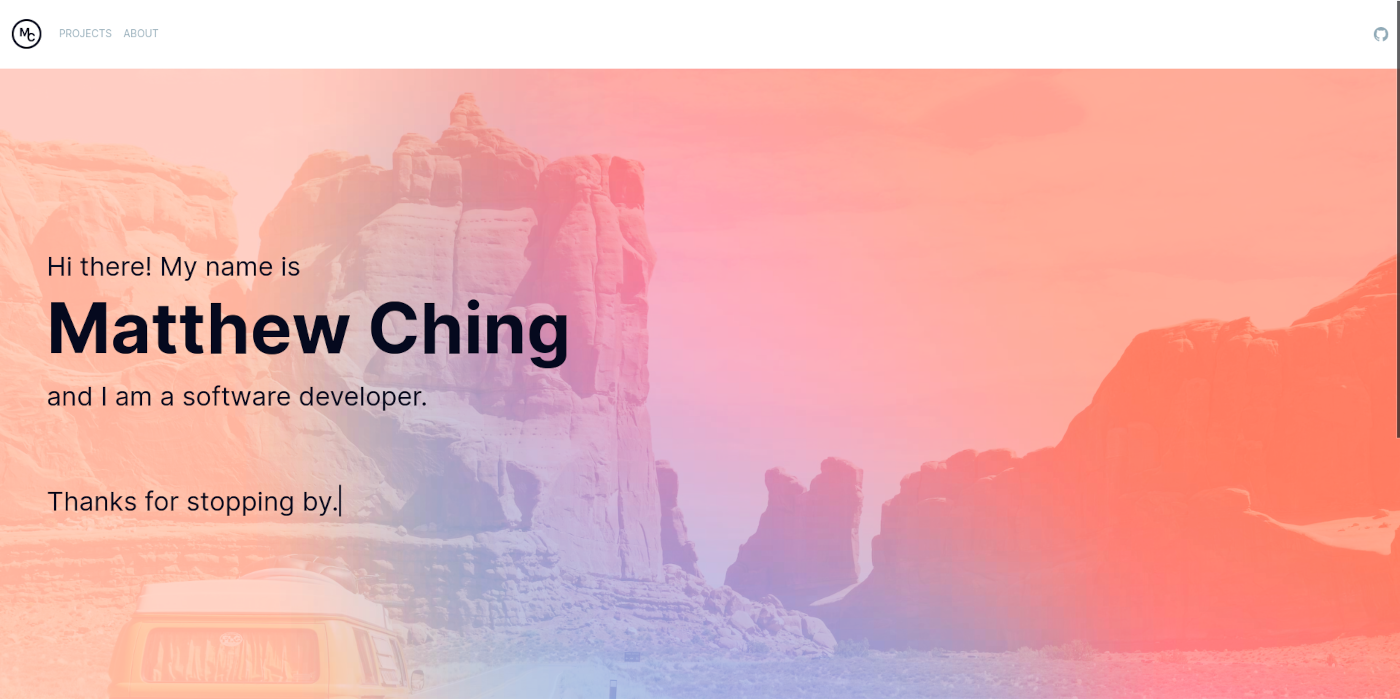 MC
PROJECTS ABOUT
Hi there! My name is
Matthew Ching
and I am a software developer.
Thanks for stopping by.